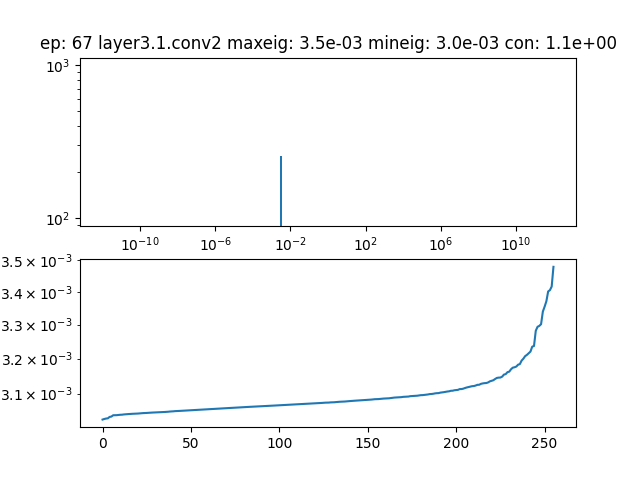 ep: 67 layer3.1.conv2 maxeig: 3.5e-03 mineig: 3.0e-03 con: 1.1e+00
10³
10²
10⁻¹⁰ 10⁻⁶ 10⁻² 10² 10⁶ 10¹⁰
3.5 × 10⁻³
3.4 × 10⁻³
3.3 × 10⁻³
3.2 × 10⁻³
3.1 × 10⁻³
0 50 100 150 200 250